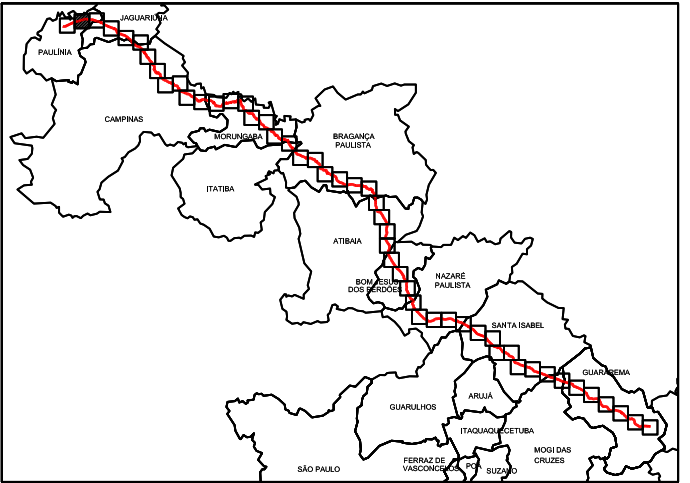 JAGUARIÚNA
PAULÍNIA
CAMPINAS
MORUNGABA
BRAGANÇA
PAULISTA
ITATIBA
ATIBAIA
BOM JESUS
DOS PERDÕES
NAZARÉ
PAULISTA
SANTA ISABEL
GUARAREMA
ARUJÁ
GUARULHOS
ITAQUAQUECETUBA
MOGI DAS
CRUZES
FERRAZ DE
VASCONCELOS
POÁ
SUZANO
SÃO PAULO